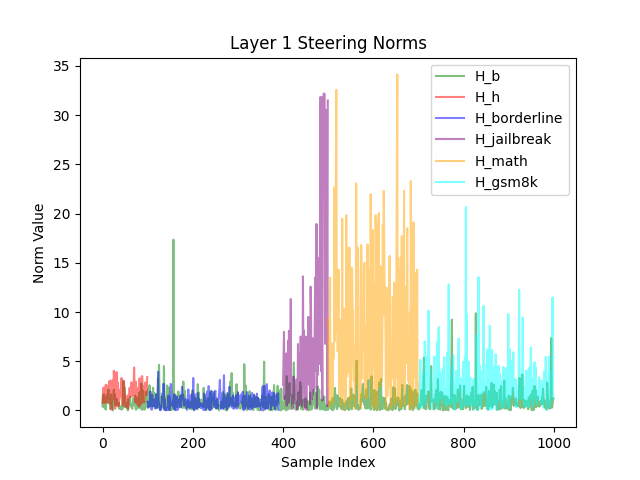 Layer 1 Steering Norms
35
30
25
20
15
10
5
0
Norm Value
H_b
H_h
H_borderline
H_jailbreak
H_math
H_gsm8k
0
200
400
600
800
1000
Sample Index